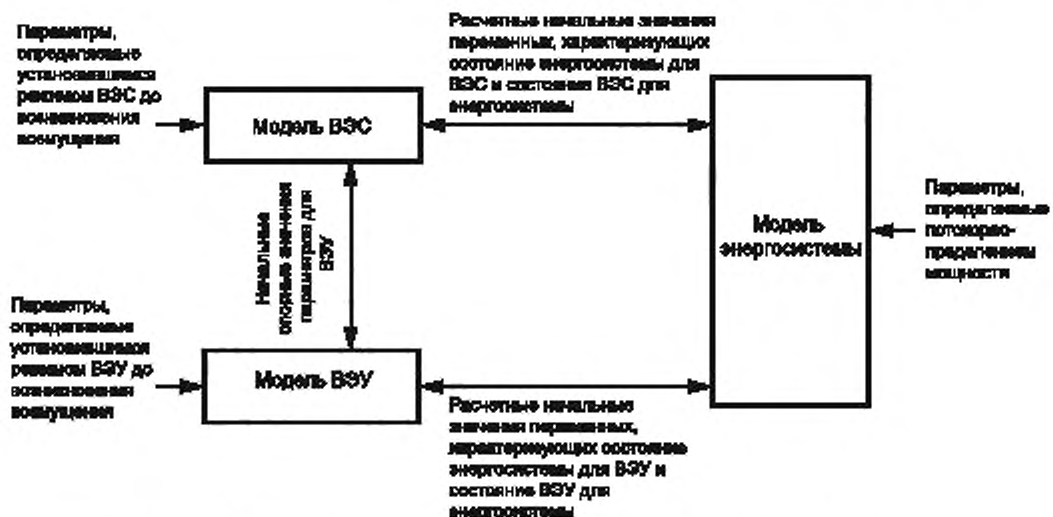 Параметры,
определяемые
установившимся
режимом ВЭС до
возникновения
возмущения
Модель ВЭС
Расчетные начальные значения
переменных, характеризующих
состояние энергосистемы для
ВЭС и состояния ВЭС для
энергосистемы
Модель
энергосистемы
Параметры,
определяемые
потокорас-
пределением
мощности
Начальные
опорные значения
параметров для
ВЭУ
Параметры,
определяемые
установившимся
режимом ВЭУ до
возникновения
возмущения
Модель ВЭУ
Расчетные начальные
значения переменных,
характеризующих состояние
энергосистемы для ВЭУ и
состояние ВЭУ для
энергосистемы